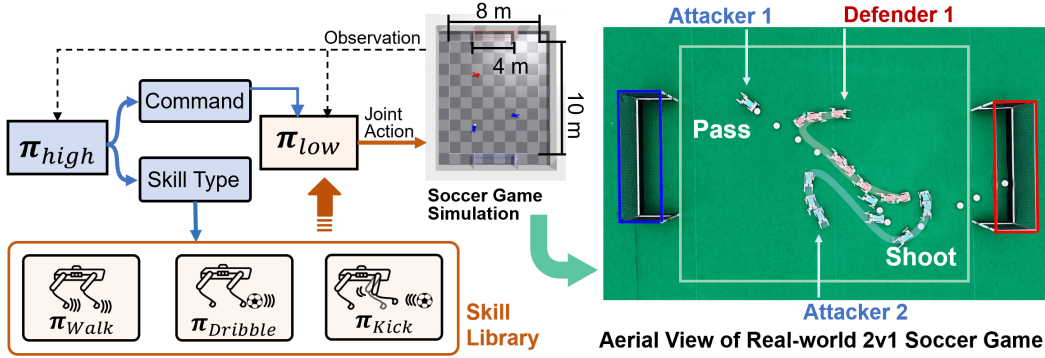 Observation
Command
π_high
Skill Type
π_low
Joint
Action
8 m
4 m
10 m
Soccer Game
Simulation
π_Walk
π_Dribble
π_Kick
Skill
Library
Attacker 1
Defender 1
Pass
Shoot
Attacker 2
Aerial View of Real-world 2v1 Soccer Game